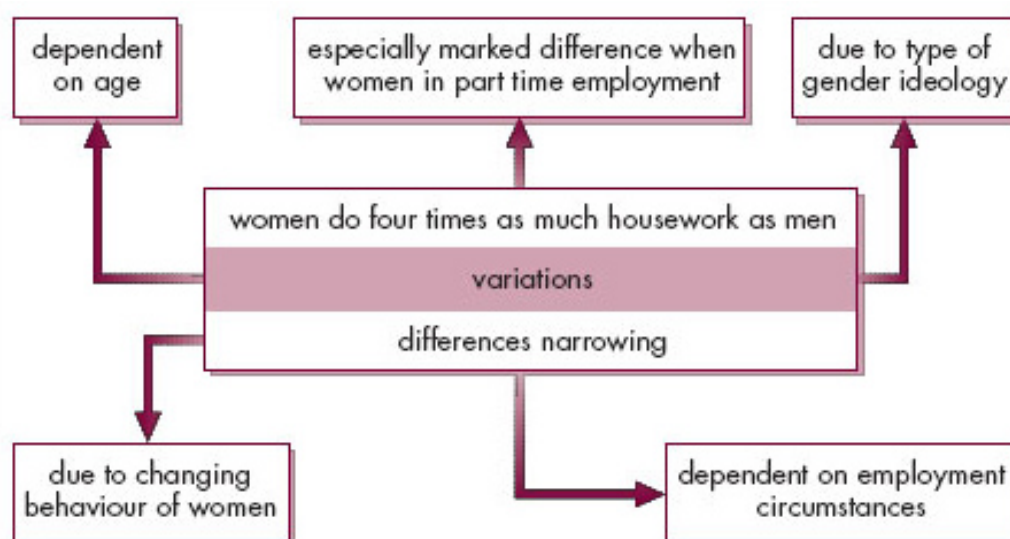 dependent
on age
especially marked difference when
women in part time employment
due to type of
gender ideology
women do four times as much housework as men
variations
differences narrowing
due to changing
behaviour of women
dependent on employment
circumstances